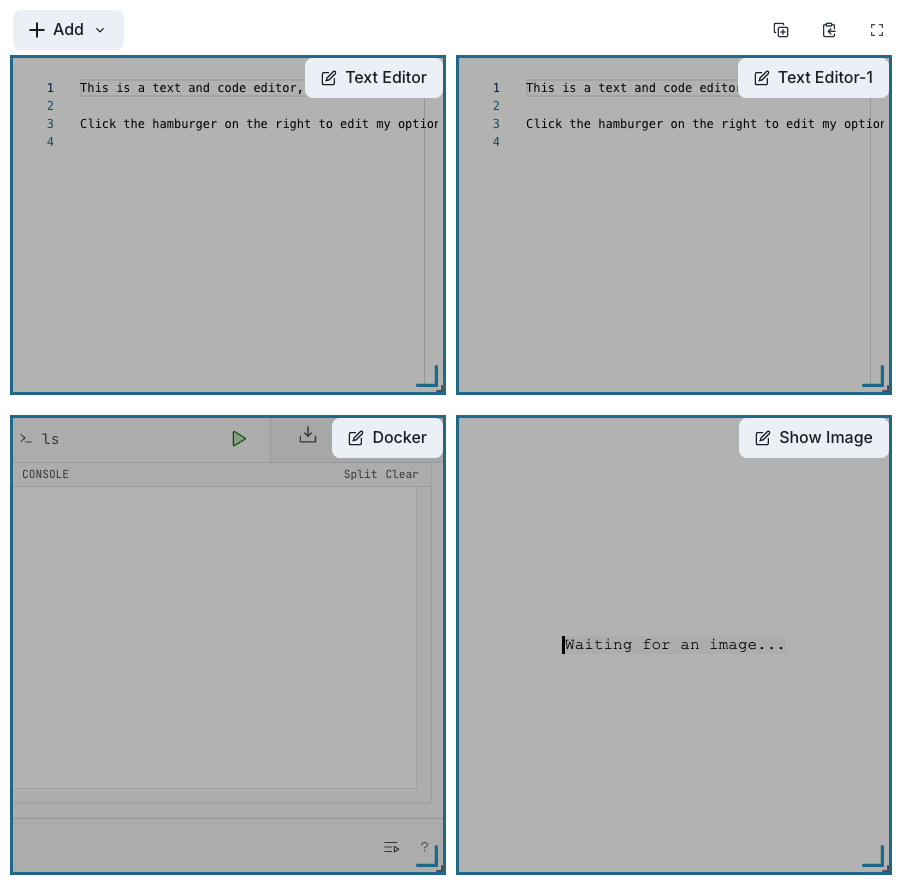 Add
Text Editor
1 This is a text and code editor,
2
3 Click the hamburger on the right to edit my option
4
Text Editor-1
1 This is a text and code editor
2
3 Click the hamburger on the right to edit my option
4
Docker
>_ ls
CONSOLE Split Clear
?
Show Image
Waiting for an image...